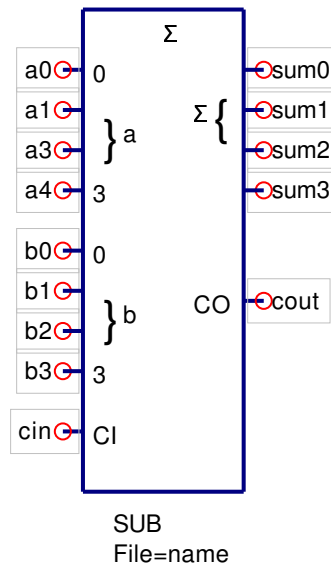 Σ
a0 0 sum0
a1 Σ { sum1
} a
a3 sum2
a4 3 sum3
b0 0
b1
CO cout
} b
b2
b3 3
cin CI
SUB
File=name